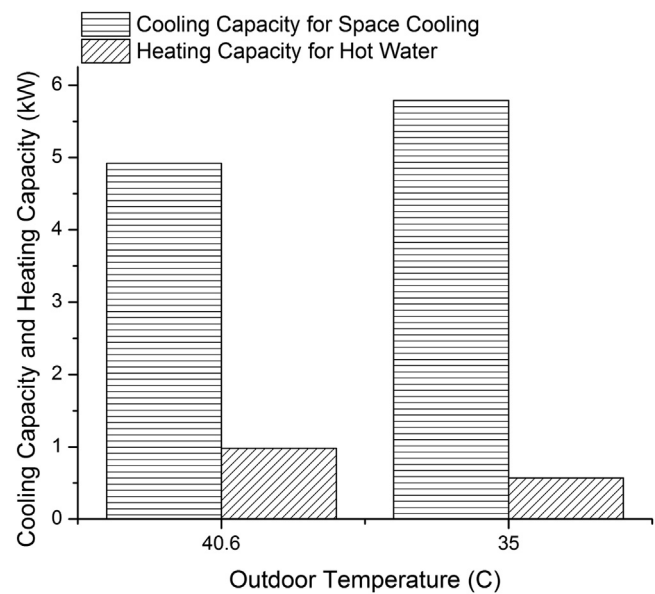 Cooling Capacity for Space Cooling
Heating Capacity for Hot Water
Cooling Capacity and Heating Capacity (kW)
6
5
4
3
2
1
0
40.6
35
Outdoor Temperature (C)